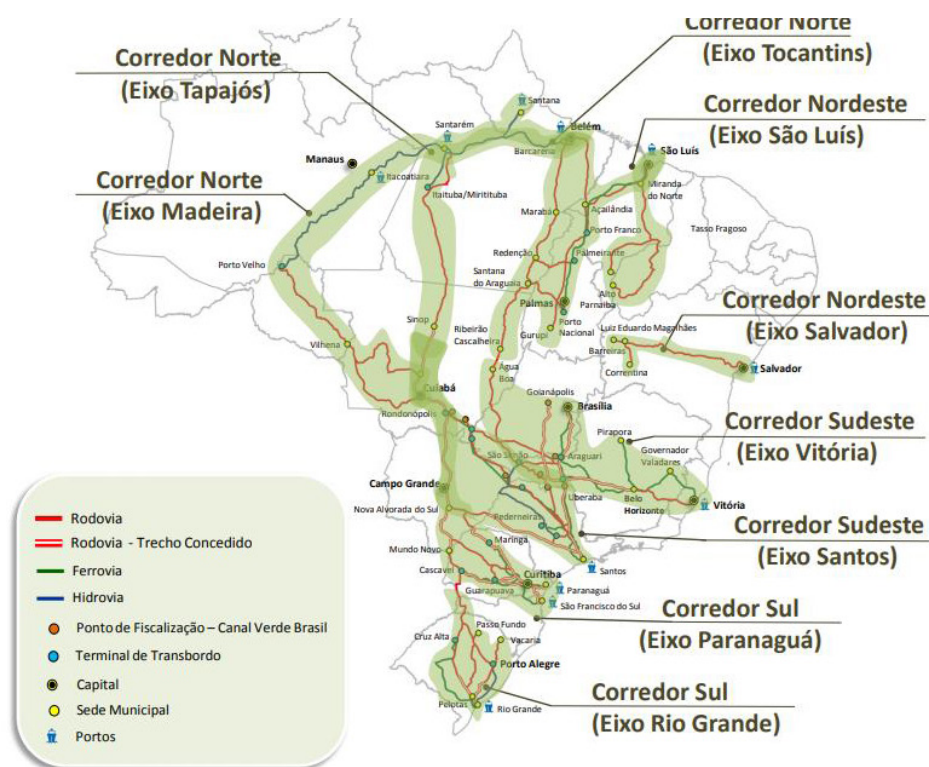 Corredor Norte
(Eixo Tocantins)
Corredor Norte
(Eixo Tapajós)
Corredor Nordeste
(Eixo São Luís)
Corredor Norte
(Eixo Madeira)
Santana
Santarém
Belém
Barcarena
São Luís
Manaus
Itacoatiara
Itaituba/Miritituba
Miranda
do Norte
Marabá
Açailândia
Porto Franco
Tasso Fragoso
Redenção
Palmeirante
Porto Velho
Santana
do Araguaia
Palmas
Alto
Parnaíba
Porto
Nacional
Gurupi
Corredor Nordeste
(Eixo Salvador)
Sinop
Ribeirão
Cascalheira
Luiz Eduardo Magalhães
Barreiras
Correntina
Salvador
Vilhena
Água
Boa
Cuiabá
Goianápolis
Brasília
Rondonópolis
Corredor Sudeste
(Eixo Vitória)
Pirapora
Governador
Valadares
São Simão
Araguari
Campo Grande
Uberaba
Belo
Horizonte
Vitória
Nova Alvorada do Sul
Pederneiras
Corredor Sudeste
(Eixo Santos)
Maringa
Mundo Novo
Santos
Cascavel
Curitiba
Guarapuava
Paranaguá
São Francisco do Sul
Corredor Sul
(Eixo Paranaguá)
Passo Fundo
Cruz Alta
Vacaria
Porto Alegre
Corredor Sul
(Eixo Rio Grande)
Pelotas
Rio Grande
Rodovia
Rodovia - Trecho Concedido
Ferrovia
Hidrovia
Ponto de Fiscalização – Canal Verde Brasil
Terminal de Transbordo
Capital
Sede Municipal
Portos